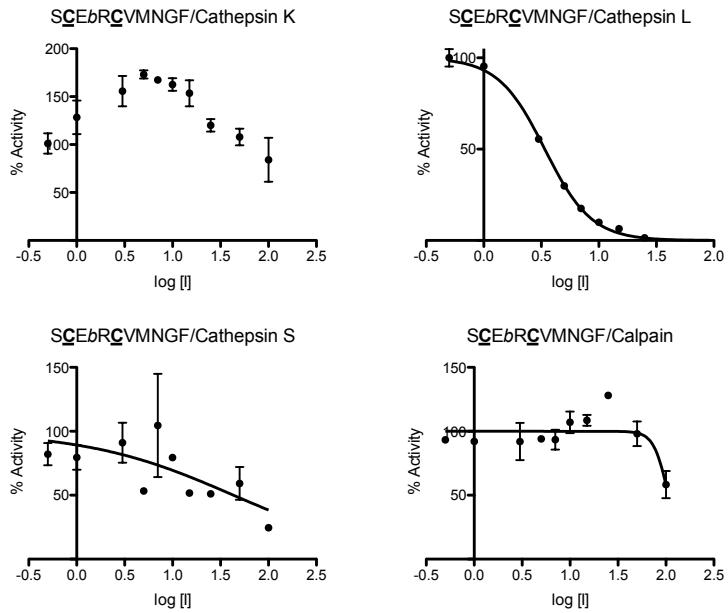 SCEbRCVMNGF/Cathepsin K
200
150
100
50
% Activity
-0.5 0.0 0.5 1.0 1.5 2.0 2.5
log [I]
SCEbRCVMNGF/Cathepsin L
100
50
% Activity
-0.5 0.0 0.5 1.0 1.5 2.0
log [I]
SCEbRCVMNGF/Cathepsin S
150
100
50
% Activity
-0.5 0.0 0.5 1.0 1.5 2.0 2.5
log [I]
SCEbRCVMNGF/Calpain
150
100
50
% Activity
-0.5 0.0 0.5 1.0 1.5 2.0 2.5
log [I]